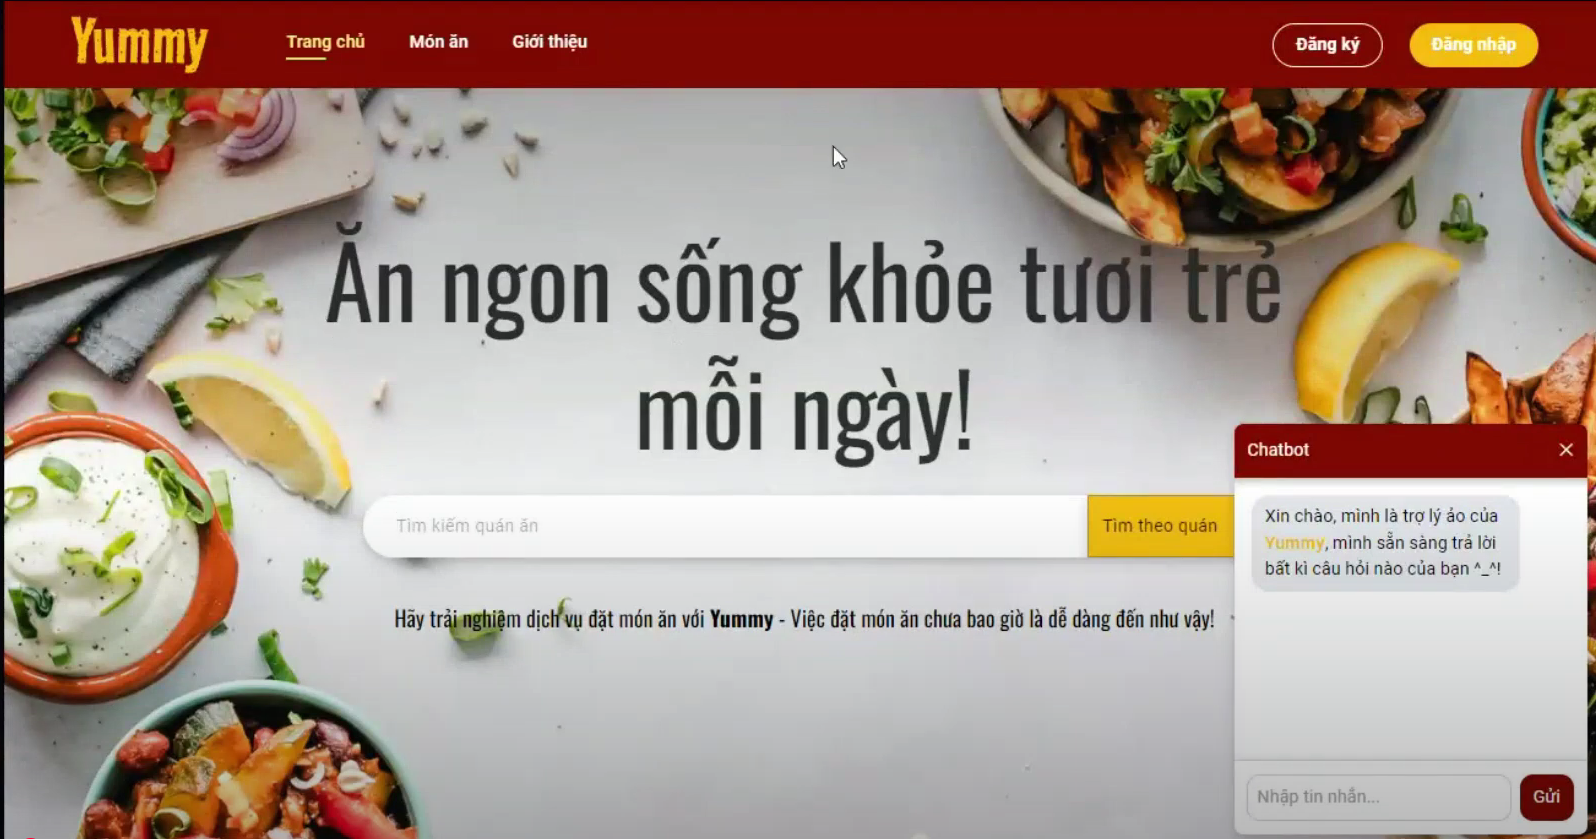 Yummy
Trang chủ
Món ăn
Giới thiệu
Đăng ký
Đăng nhập
Ăn ngon sống khỏe tươi trẻ
mỗi ngày!
Tìm kiếm quán ăn
Tìm theo quán
Hãy trải nghiệm dịch vụ đặt món ăn với Yummy - Việc đặt món ăn chưa bao giờ là dễ dàng đến như vậy!
Chatbot
Xin chào, mình là trợ lý ảo của
Yummy, mình sẵn sàng trả lời
bất kì câu hỏi nào của bạn ^_^!
Nhập tin nhắn...
Gửi